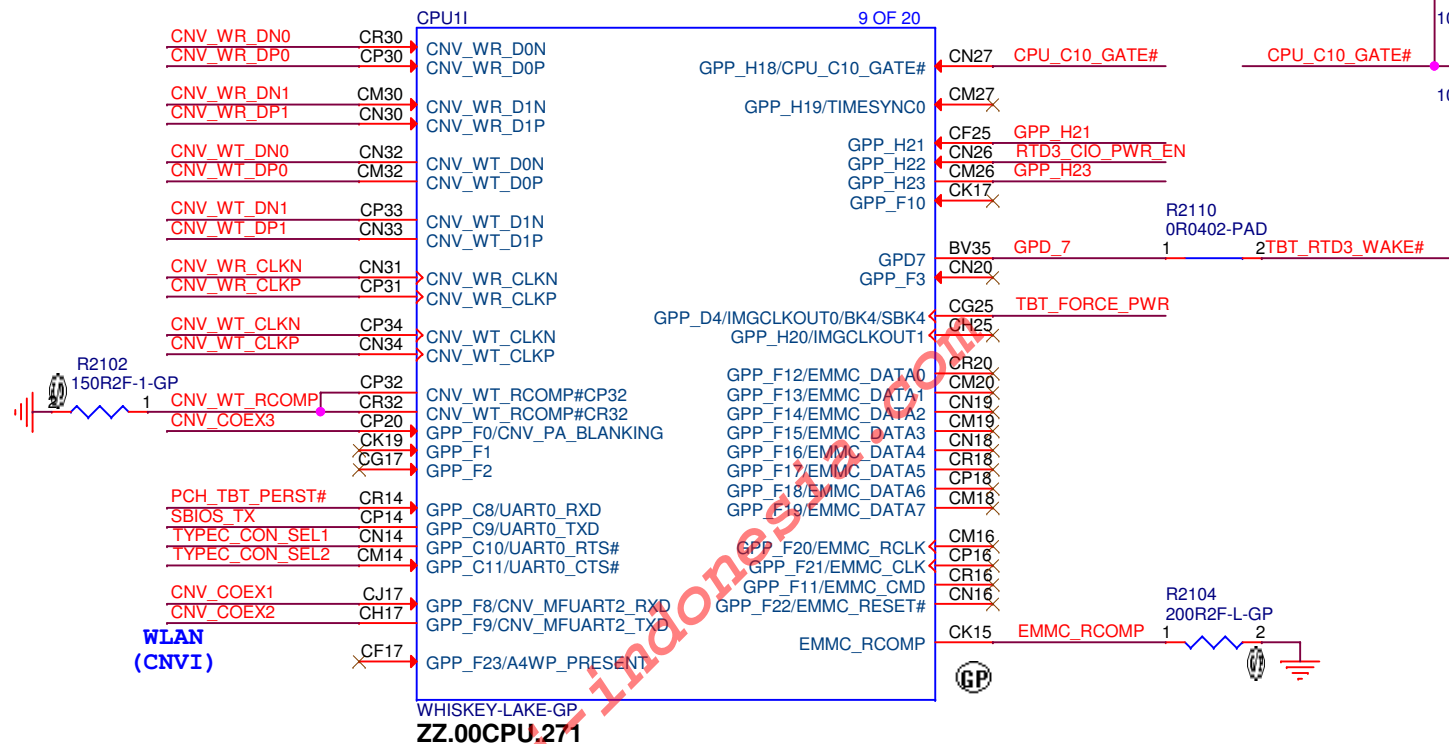 CPU1I 9 OF 20
CNV_WR_DN0 CR30 CNV_WR_D0N
CNV_WR_DP0 CP30 CNV_WR_D0P
CNV_WR_DN1 CM30 CNV_WR_D1N
CNV_WR_DP1 CN30 CNV_WR_D1P
CNV_WT_DN0 CN32 CNV_WT_D0N
CNV_WT_DP0 CM32 CNV_WT_D0P
CNV_WT_DN1 CP33 CNV_WT_D1N
CNV_WT_DP1 CN33 CNV_WT_D1P
CNV_WR_CLKN CN31 CNV_WR_CLKN
CNV_WR_CLKP CP31 CNV_WR_CLKP
CNV_WT_CLKN CP34 CNV_WT_CLKN
CNV_WT_CLKP CN34 CNV_WT_CLKP
R2102
150R2F-1-GP
2 1
CP32 CNV_WT_RCOMP#CP32
CNV_WT_RCOMP CR32 CNV_WT_RCOMP#CR32
CNV_COEX3 CP20 GPP_F0/CNV_PA_BLANKING
CK19 GPP_F1
CG17 GPP_F2
PCH_TBT_PERST# CR14 GPP_C8/UART0_RXD
SBIOS_TX CP14 GPP_C9/UART0_TXD
TYPEC_CON_SEL1 CN14 GPP_C10/UART0_RTS#
TYPEC_CON_SEL2 CM14 GPP_C11/UART0_CTS#
CNV_COEX1 CJ17 GPP_F8/CNV_MFUART2_RXD
CNV_COEX2 CH17 GPP_F9/CNV_MFUART2_TXD
WLAN
(CNVI)
CF17 GPP_F23/A4WP_PRESENT
GPP_H18/CPU_C10_GATE# CN27 CPU_C10_GATE# CPU_C10_GATE#
10
10
GPP_H19/TIMESYNC0 CM27
GPP_H21 CF25 GPP_H21
GPP_H22 CN26 RTD3_CIO_PWR_EN
GPP_H23 CM26 GPP_H23
GPP_F10 CK17
R2110
0R0402-PAD
GPD7 BV35 GPD_7 1 2 TBT_RTD3_WAKE#
GPP_F3 CN20
GPP_D4/IMGCLKOUT0/BK4/SBK4 CG25 TBT_FORCE_PWR
GPP_H20/IMGCLKOUT1 CH25
GPP_F12/EMMC_DATA0 CR20
GPP_F13/EMMC_DATA1 CM20
GPP_F14/EMMC_DATA2 CN19
GPP_F15/EMMC_DATA3 CM19
GPP_F16/EMMC_DATA4 CN18
GPP_F17/EMMC_DATA5 CR18
GPP_F18/EMMC_DATA6 CP18
GPP_F19/EMMC_DATA7 CM18
GPP_F20/EMMC_RCLK CM16
GPP_F21/EMMC_CLK CP16
GPP_F11/EMMC_CMD CR16
GPP_F22/EMMC_RESET# CN16
R2104
200R2F-L-GP
EMMC_RCOMP CK15 EMMC_RCOMP 1 2
GP
WHISKEY-LAKE-GP
ZZ.00CPU.271
-indonesia.com